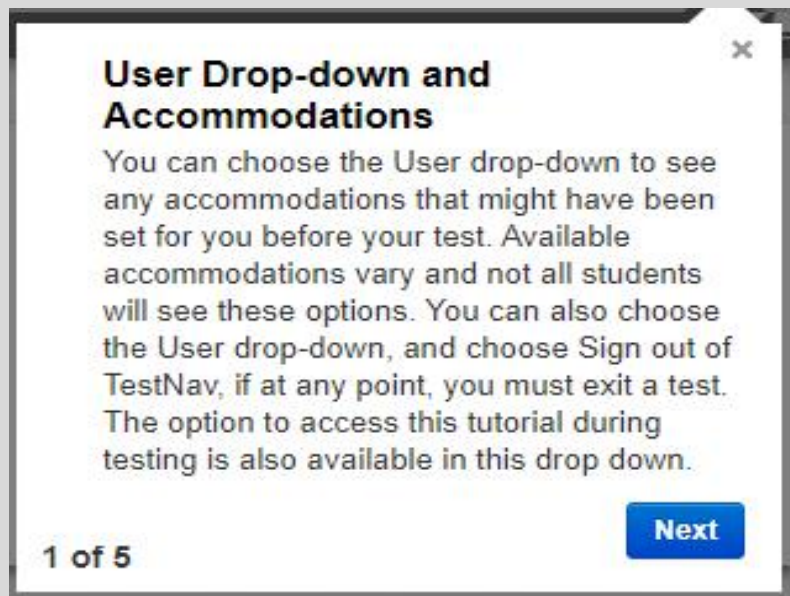 User Drop-down and
Accommodations
You can choose the User drop-down to see
any accommodations that might have been
set for you before your test. Available
accommodations vary and not all students
will see these options. You can also choose
the User drop-down, and choose Sign out of
TestNav, if at any point, you must exit a test.
The option to access this tutorial during
testing is also available in this drop down.
Next
1 of 5